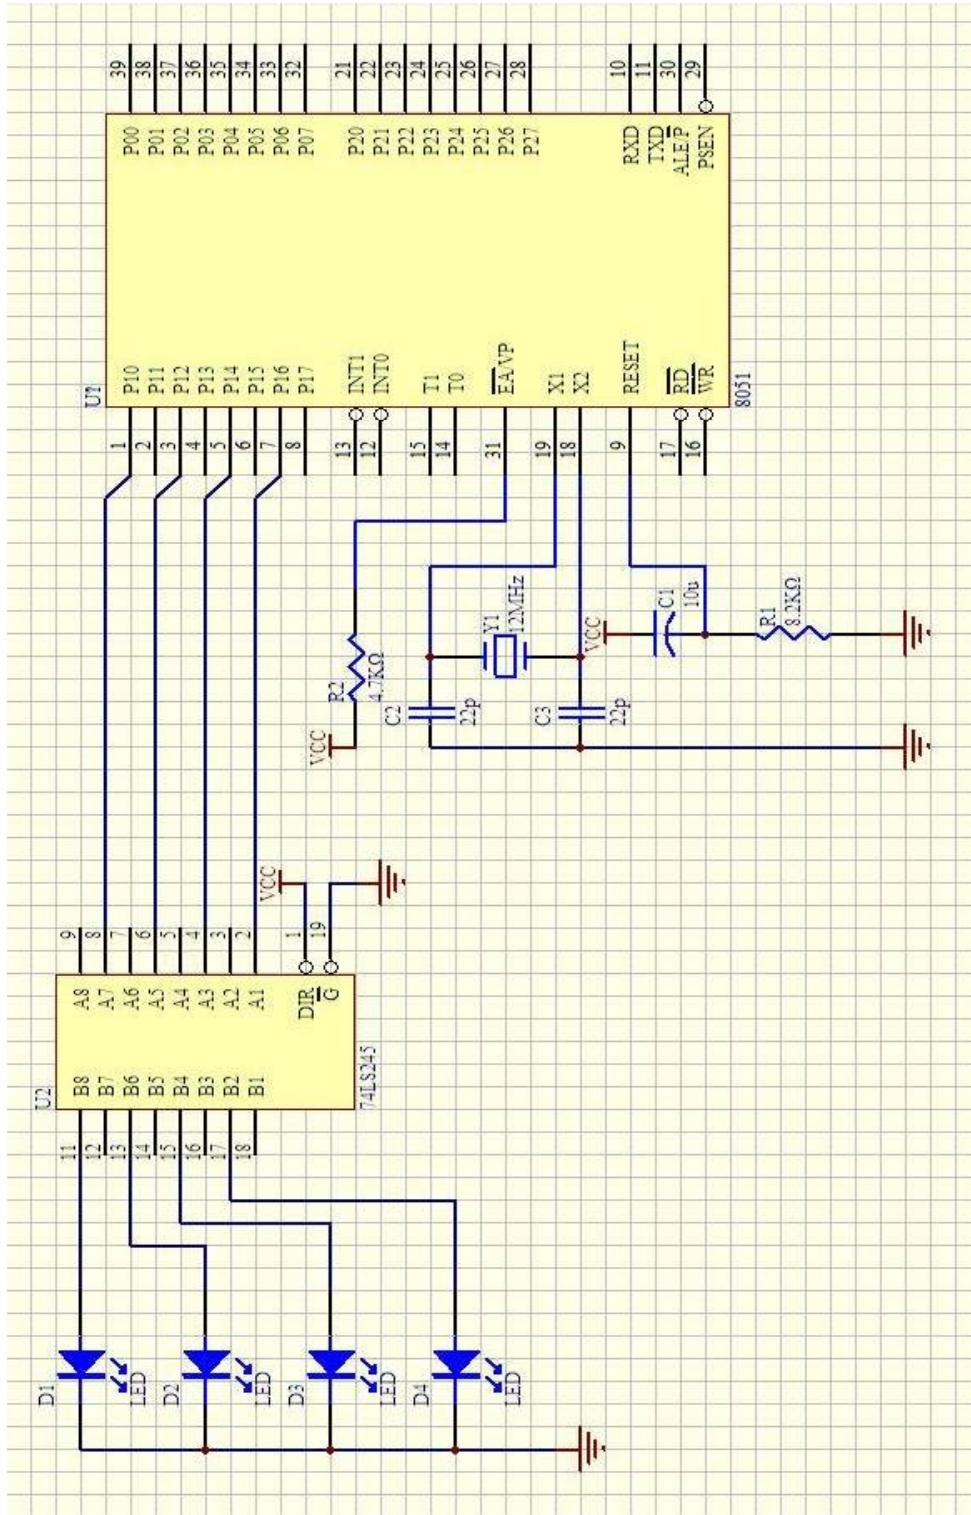 39
38
37
36
35
34
33
32
21
22
23
24
25
26
27
28
10
11
30
29
P00
P01
P02
P03
P04
P05
P06
P07
P20
P21
P22
P23
P24
P25
P26
P27
RXD
TXD
ALE/P
PSEN
U?
P10
P11
P12
P13
P14
P15
P16
P17
INT1
INT0
T1
T0
EA/VP
X1
X2
RESET
RD
WR
8051
1
2
3
4
5
6
7
8
13
12
15
14
31
19
18
9
17
16
R2
4.7KΩ
VCC
Y1
12MHz
C2
22p
C3
22p
VCC
C1
10u
R1
8.2KΩ
VCC
9
8
7
6
5
4
3
2
1
19
U2
A8
A7
A6
A5
A4
A3
A2
A1
DIR
G
B8
B7
B6
B5
B4
B3
B2
B1
74LS245
11
12
13
14
15
16
17
18
D1
LED
D2
LED
D3
LED
D4
LED